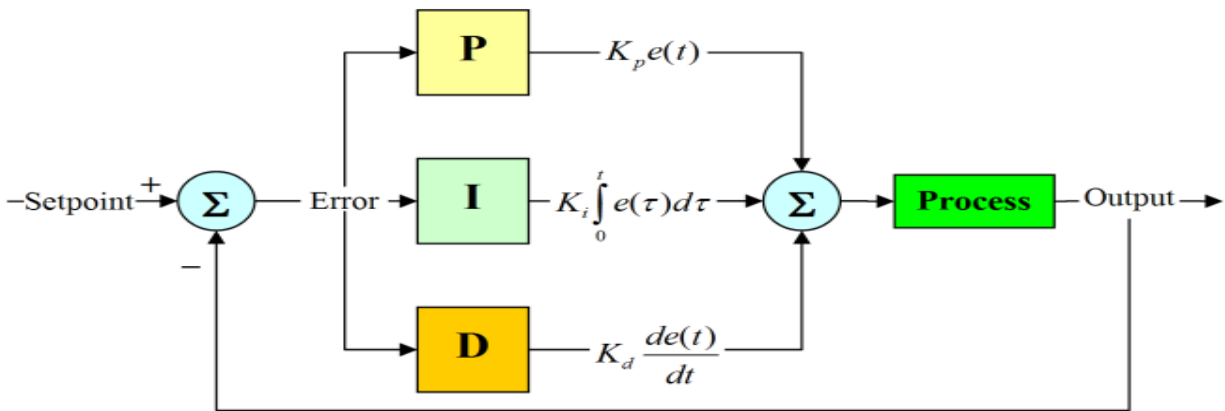 P
K_p e(t)
Setpoint
+
Σ
−
Error
I
K_i ∫_0^t e(τ)dτ
Σ
Process
Output
D
K_d de(t)/dt